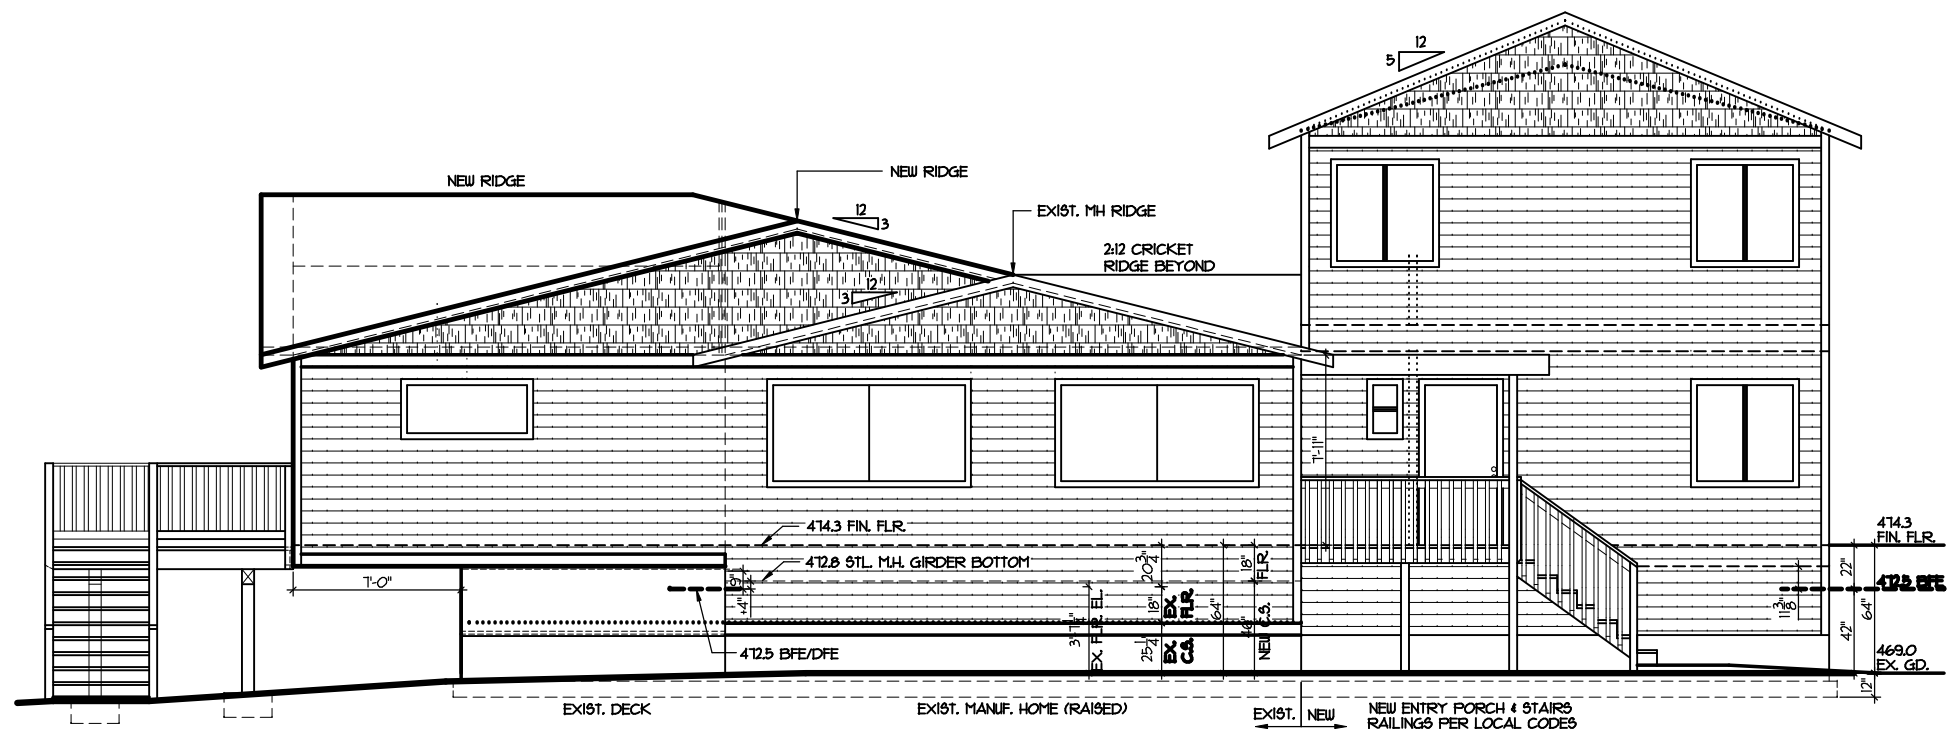 12
5
NEW RIDGE
NEW RIDGE
12
3
EXIST. MH RIDGE
2:12 CRICKET
RIDGE BEYOND
12
3
7'-11"
474.3 FIN. FLR.
472.8 STL. M.H. GIRDER BOTTOM
7'-0"
9"
+4"
472.5 BFE/DFE
EX. FLR. EL.
20 3/4"
18"
25 1/4"
EX.
FLR.
EX.
C.S.
64"
18"
FLR.
46"
NEW C.S.
474.3
FIN. FLR.
22"
472.5 BFE
11 3/8"
64"
42"
469.0
EX. GD.
12"
EXIST. DECK
EXIST. MANUF. HOME (RAISED)
EXIST. NEW
NEW ENTRY PORCH & STAIRS
RAILINGS PER LOCAL CODES